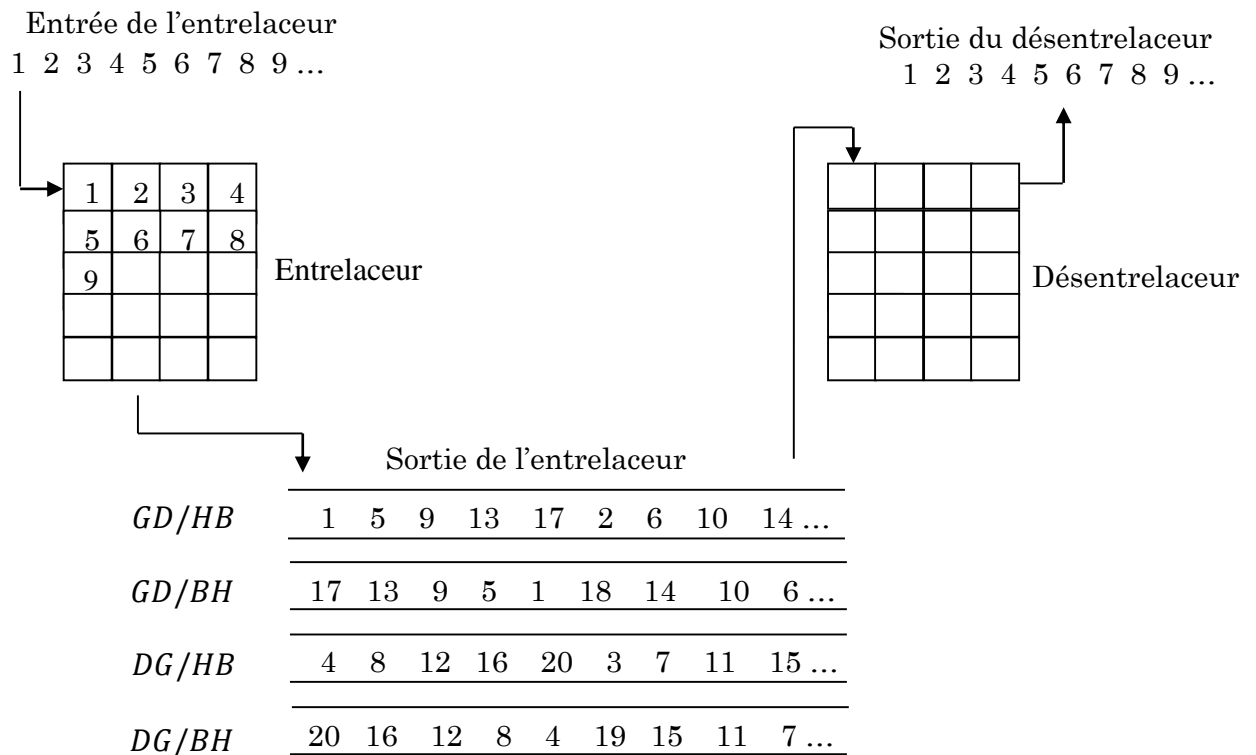 Entrée de l’entrelaceur
1 2 3 4 5 6 7 8 9 ...
Sortie du désentrelaceur
1 2 3 4 5 6 7 8 9 ...
1 2 3 4
5 6 7 8
9
Entrelaceur
Désentrelaceur
Sortie de l’entrelaceur
GD/HB 1 5 9 13 17 2 6 10 14 ...
GD/BH 17 13 9 5 1 18 14 10 6 ...
DG/HB 4 8 12 16 20 3 7 11 15 ...
DG/BH 20 16 12 8 4 19 15 11 7 ...